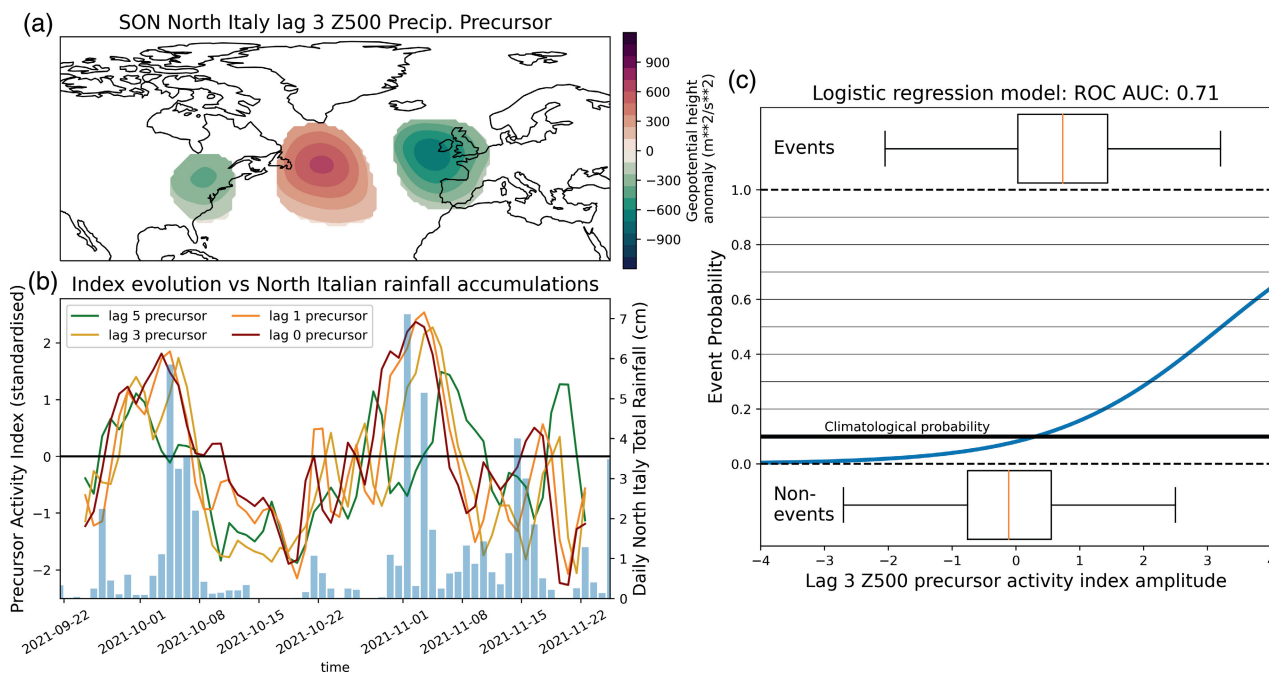 (a)
SON North Italy lag 3 Z500 Precip. Precursor
900
600
300
0
−300
−600
−900
Geopotential height
anomaly (m**2/s**2)
(b)
Index evolution vs North Italian rainfall accumulations
lag 5 precursor
lag 3 precursor
lag 1 precursor
lag 0 precursor
Precursor Activity Index (standardised)
2
1
0
−1
−2
7
6
5
4
3
2
1
0
Daily North Italy Total Rainfall (cm)
2021-09-22
2021-10-01
2021-10-08
2021-10-15
2021-10-22
2021-11-01
2021-11-08
2021-11-15
2021-11-22
time
(c)
Logistic regression model: ROC AUC: 0.71
Events
1.0
0.8
0.6
0.4
0.2
0.0
Event Probability
Climatological probability
Non-
events
−4
−3
−2
−1
0
1
2
3
Lag 3 Z500 precursor activity index amplitude